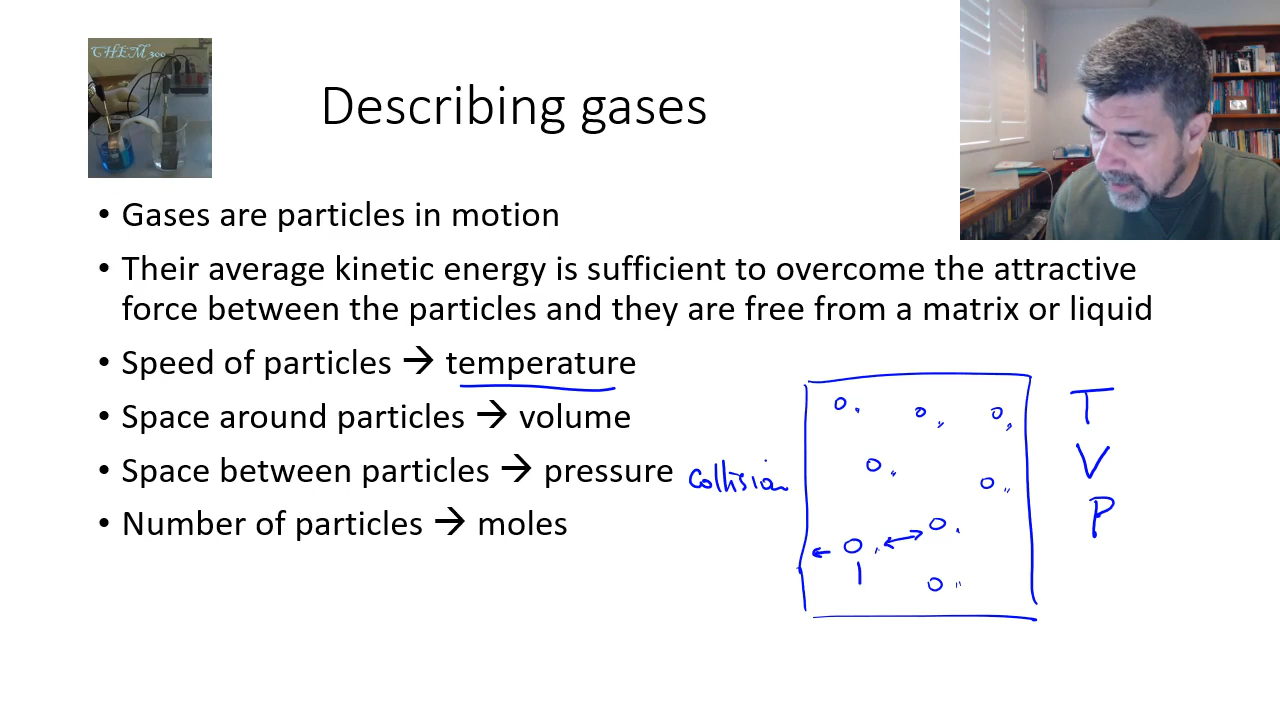 CHEM 300
Describing gases
• Gases are particles in motion
• Their average kinetic energy is sufficient to overcome the attractive
force between the particles and they are free from a matrix or liquid
• Speed of particles → temperature
• Space around particles → volume
• Space between particles → pressure
• Number of particles → moles
Collision
T
V
P